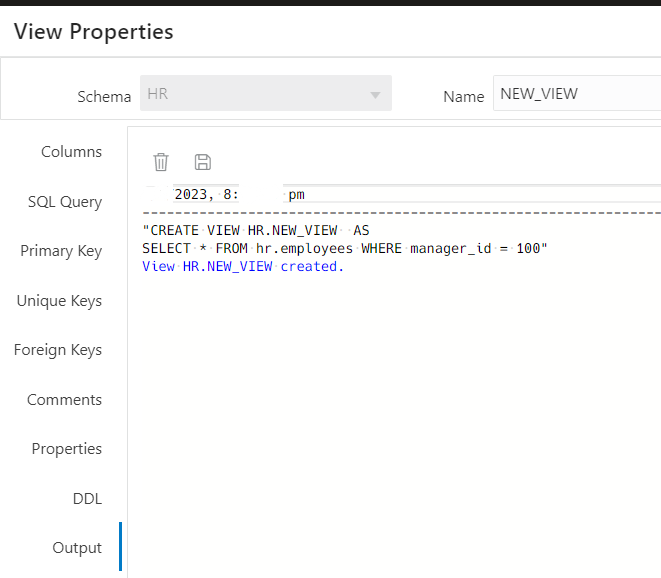 View Properties
Schema HR Name NEW_VIEW
Columns
SQL Query
Primary Key
Unique Keys
Foreign Keys
Comments
Properties
DDL
Output
2023, 8: pm
--------------------------------------------------------------------
"CREATE VIEW HR.NEW_VIEW  AS
SELECT * FROM hr.employees WHERE manager_id = 100"
View HR.NEW_VIEW created.